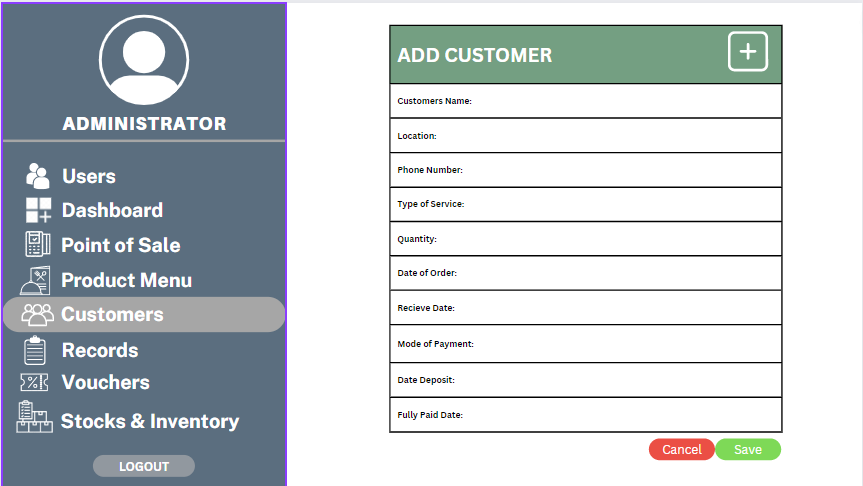 ADMINISTRATOR
Users
Dashboard
Point of Sale
Product Menu
Customers
Records
Vouchers
Stocks & Inventory
LOGOUT
ADD CUSTOMER
Customers Name:
Location:
Phone Number:
Type of Service:
Quantity:
Date of Order:
Recieve Date:
Mode of Payment:
Date Deposit:
Fully Paid Date:
Cancel
Save